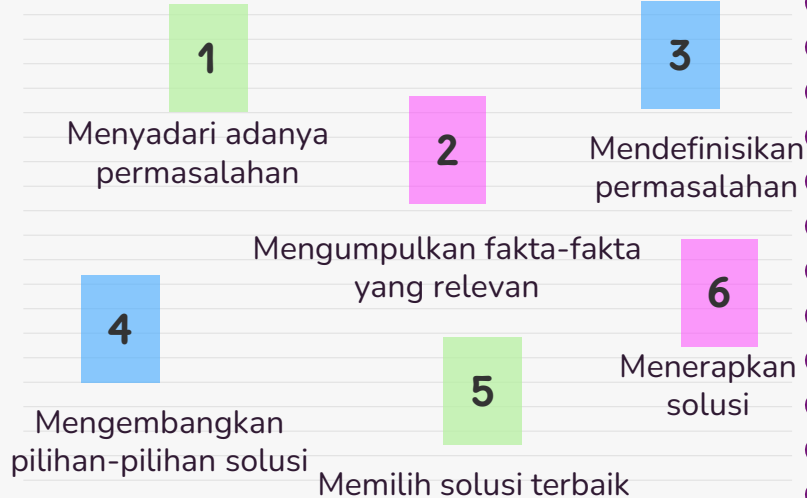 1
Menyadari adanya
permasalahan
2
Mengumpulkan fakta-fakta
yang relevan
3
Mendefinisikan
permasalahan
4
Mengembangkan
pilihan-pilihan solusi
5
Memilih solusi terbaik
6
Menerapkan
solusi